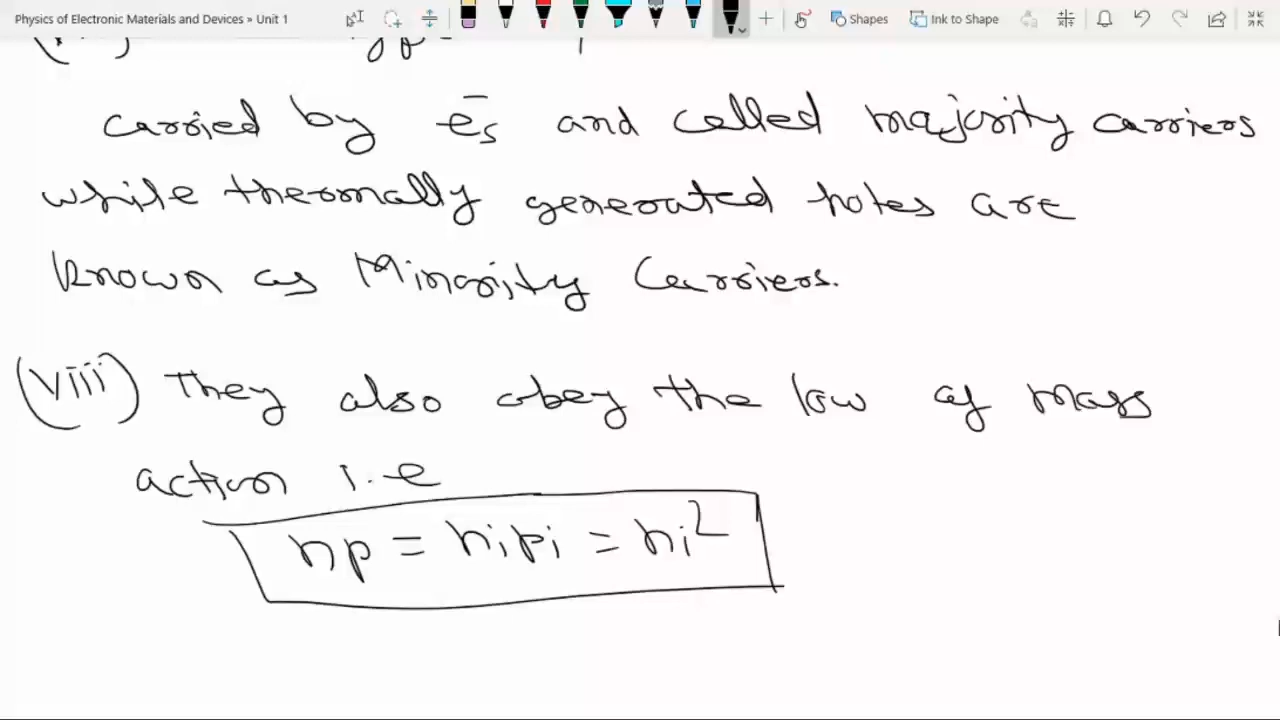 Physics of Electronic Materials and Devices » Unit 1
Shapes
Ink to Shape
carried by e̅s and called majority carriers
while thermally generated holes are
known as Minority Carriers.
(viii) They also obey the low of mass
action i.e
np = nipi = ni²